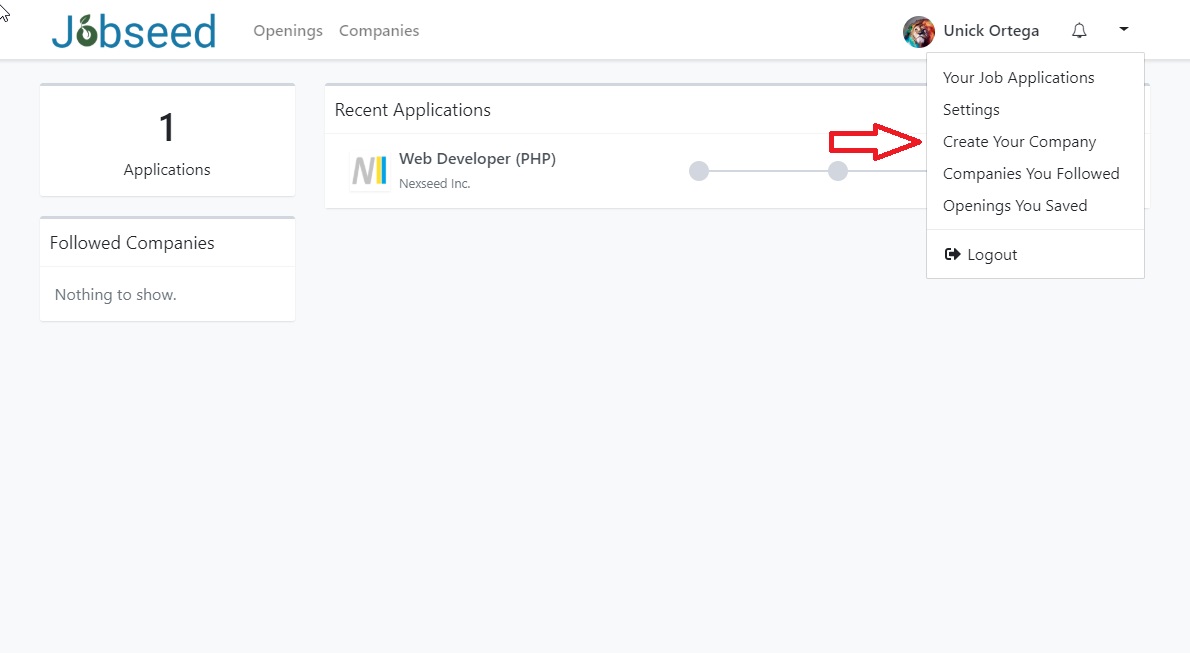 Jobseed
Openings
Companies
Unick Ortega
Your Job Applications
Settings
Create Your Company
Companies You Followed
Openings You Saved
Logout
1
Applications
Recent Applications
Web Developer (PHP)
Nexseed Inc.
Followed Companies
Nothing to show.